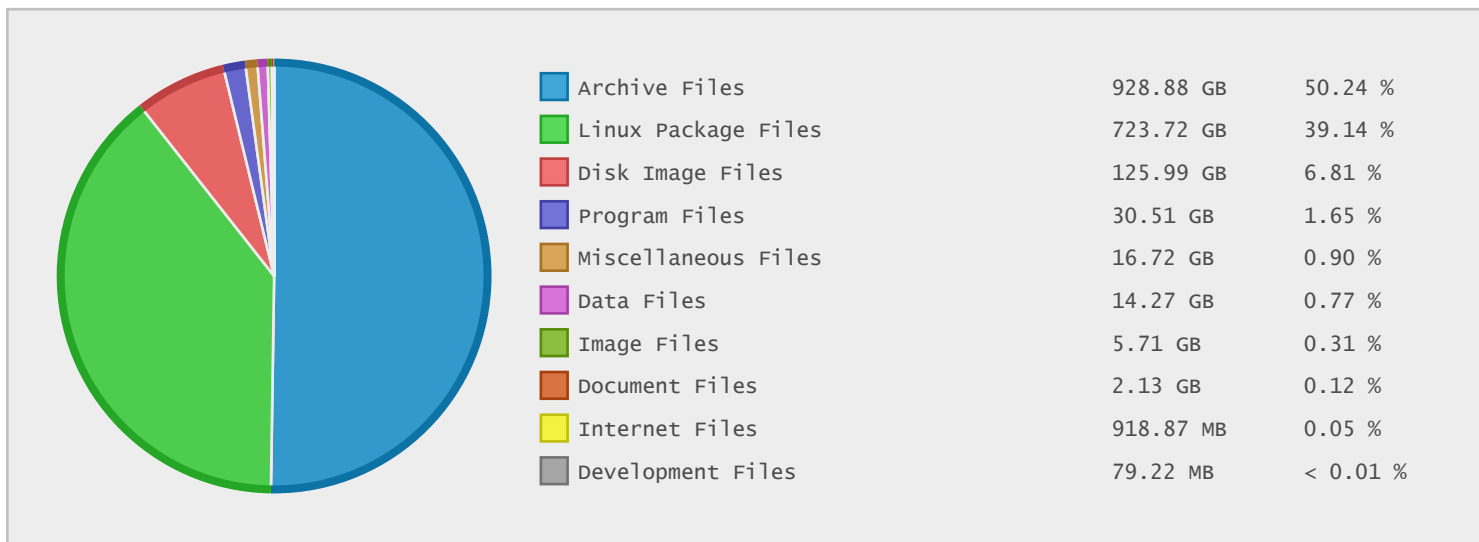 Archive Files 928.88 GB 50.24 %
Linux Package Files 723.72 GB 39.14 %
Disk Image Files 125.99 GB 6.81 %
Program Files 30.51 GB 1.65 %
Miscellaneous Files 16.72 GB 0.90 %
Data Files 14.27 GB 0.77 %
Image Files 5.71 GB 0.31 %
Document Files 2.13 GB 0.12 %
Internet Files 918.87 MB 0.05 %
Development Files 79.22 MB < 0.01 %